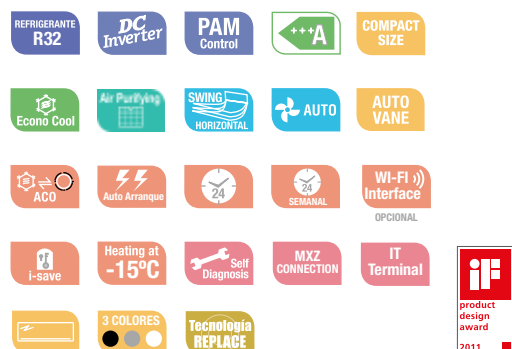 REFRIGERANTE
R32
DC
Inverter
PAM
Control
+++A
COMPACT
SIZE
Econo Cool
Air Purifying
SWING
HORIZONTAL
AUTO
AUTO
VANE
ACO
Auto Arranque
24
24
SEMANAL
WI-FI
Interface
OPCIONAL
i-save
Heating at
-15ºC
Self
Diagnosis
MXZ
CONNECTION
IT
Terminal
3 COLORES
Tecnología
REPLACE
iF
product
design
award
2011